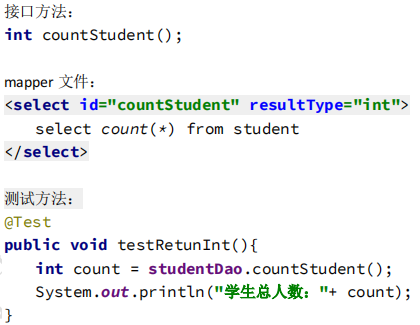 接口方法：
int countStudent();
mapper 文件：
<select id="countStudent" resultType="int">
select count(*) from student
</select>
测试方法：
@Test
public void testRetunInt(){
int count = studentDao.countStudent();
System.out.println("学生总人数："+ count);
}